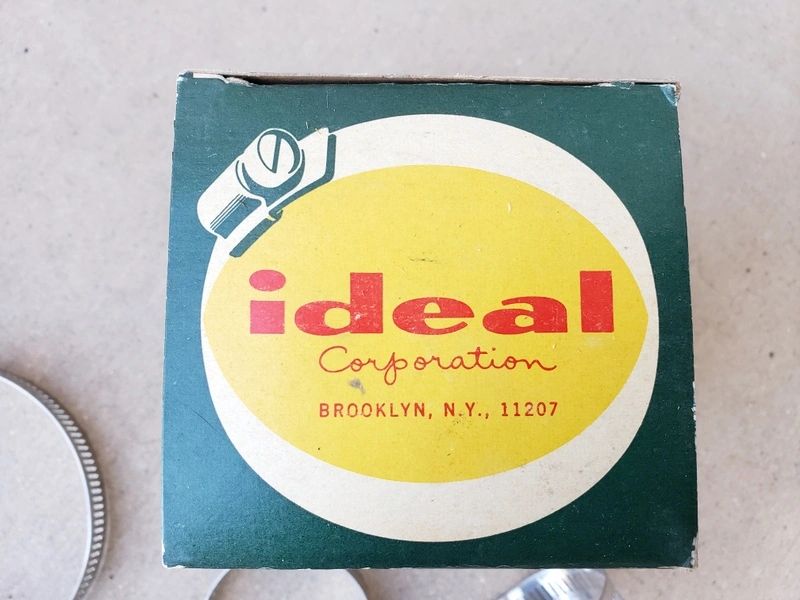 ideal
Corporation
BROOKLYN, N.Y., 11207